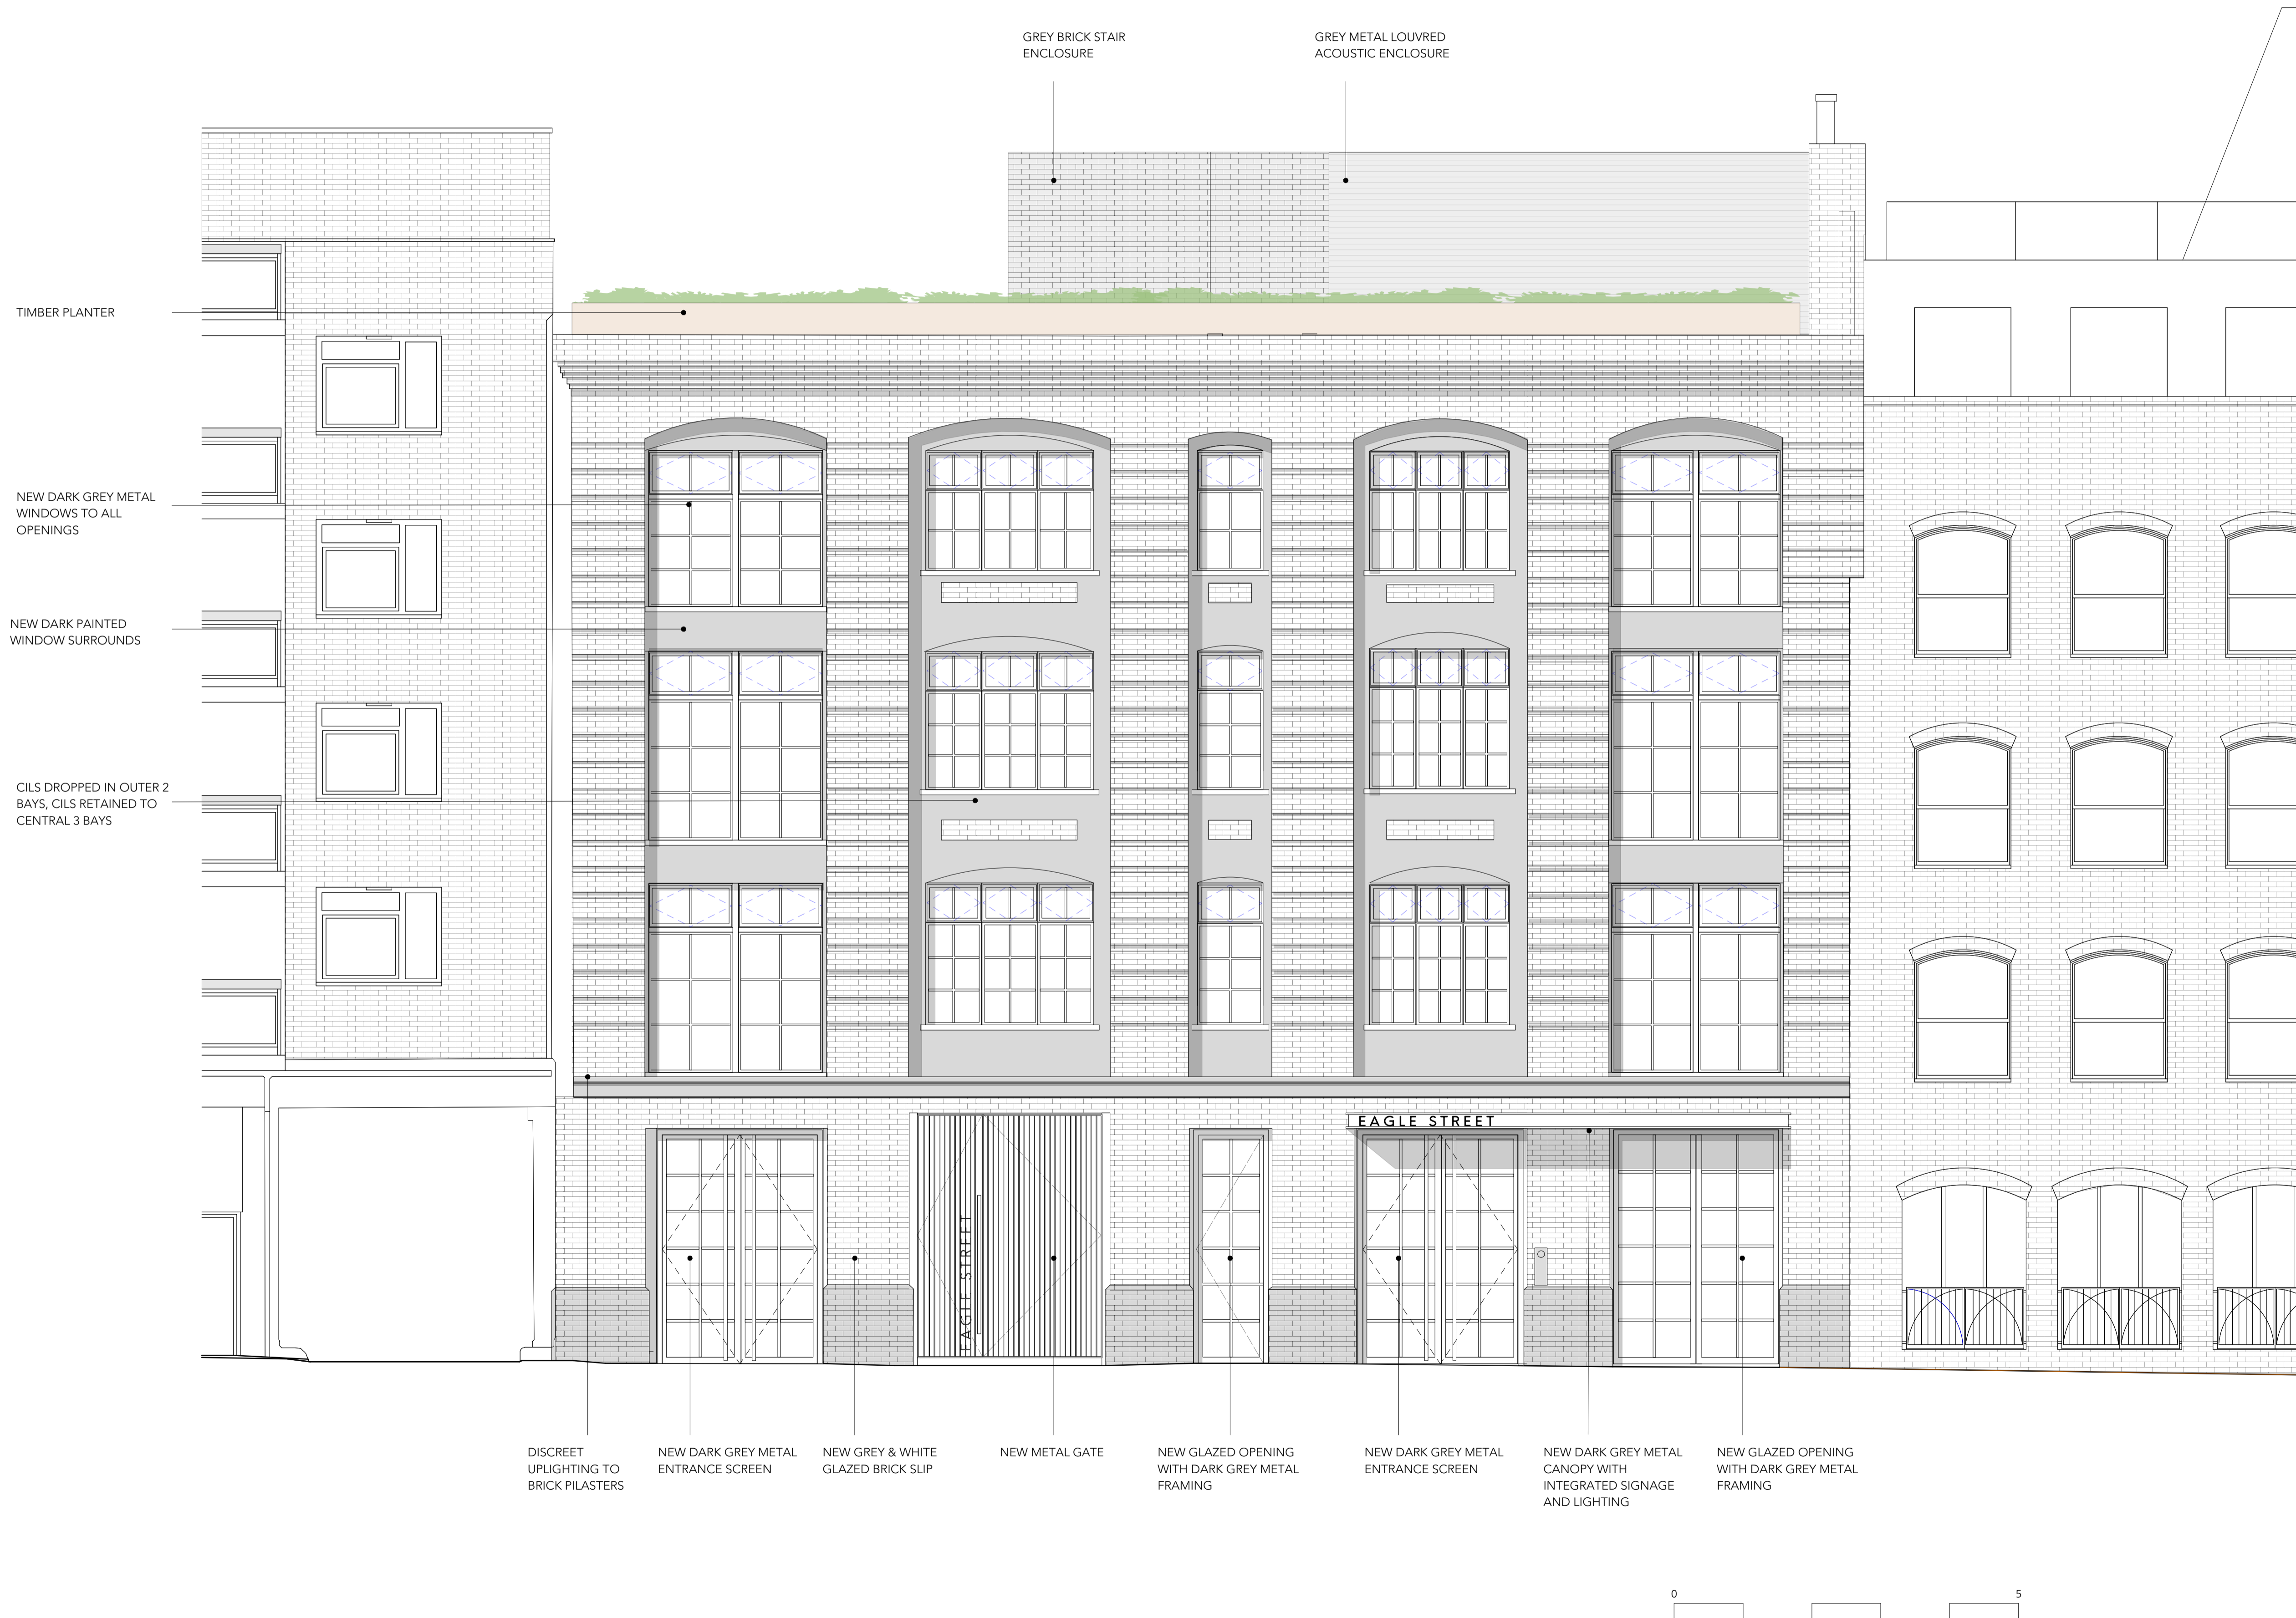 GREY BRICK STAIR
ENCLOSURE
GREY METAL LOUVRED
ACOUSTIC ENCLOSURE
TIMBER PLANTER
NEW DARK GREY METAL
WINDOWS TO ALL
OPENINGS
NEW DARK PAINTED
WINDOW SURROUNDS
CILS DROPPED IN OUTER 2
BAYS, CILS RETAINED TO
CENTRAL 3 BAYS
EAGLE STREET
EAGLE STREET
DISCREET
UPLIGHTING TO
BRICK PILASTERS
NEW DARK GREY METAL
ENTRANCE SCREEN
NEW GREY & WHITE
GLAZED BRICK SLIP
NEW METAL GATE
NEW GLAZED OPENING
WITH DARK GREY METAL
FRAMING
NEW DARK GREY METAL
ENTRANCE SCREEN
NEW DARK GREY METAL
CANOPY WITH
INTEGRATED SIGNAGE
AND LIGHTING
NEW GLAZED OPENING
WITH DARK GREY METAL
FRAMING
0 5